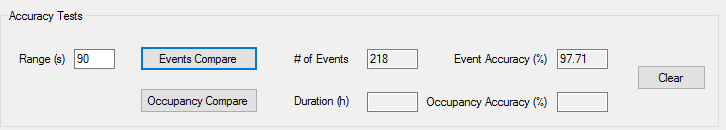 Accuracy Tests
Range (s) 90 Events Compare # of Events 218 Event Accuracy (%) 97.71
Clear
Occupancy Compare Duration (h) Occupancy Accuracy (%)